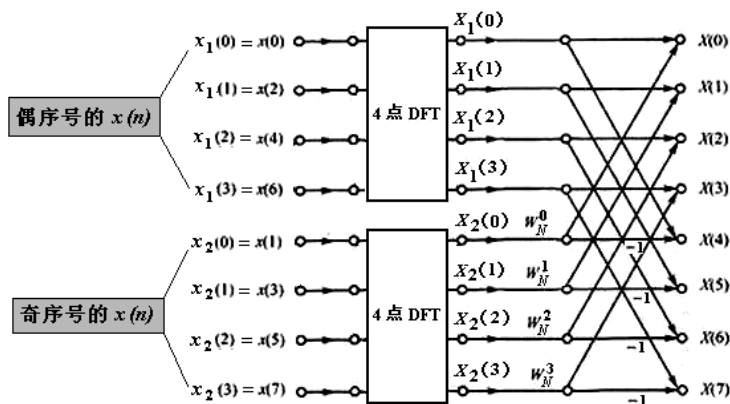 x₁(0) = x(0) X₁(0) X(0)
x₁(1) = x(2) X₁(1) X(1)
偶序号的 x(n)
x₁(2) = x(4) 4 点 DFT X₁(2) X(2)
x₁(3) = x(6) X₁(3) X(3)
x₂(0) = x(1) X₂(0) W_N^0 -1 X(4)
x₂(1) = x(3) X₂(1) W_N^1 -1 X(5)
奇序号的 x(n)
x₂(2) = x(5) 4 点 DFT X₂(2) W_N^2 -1 X(6)
x₂(3) = x(7) X₂(3) W_N^3 -1 X(7)